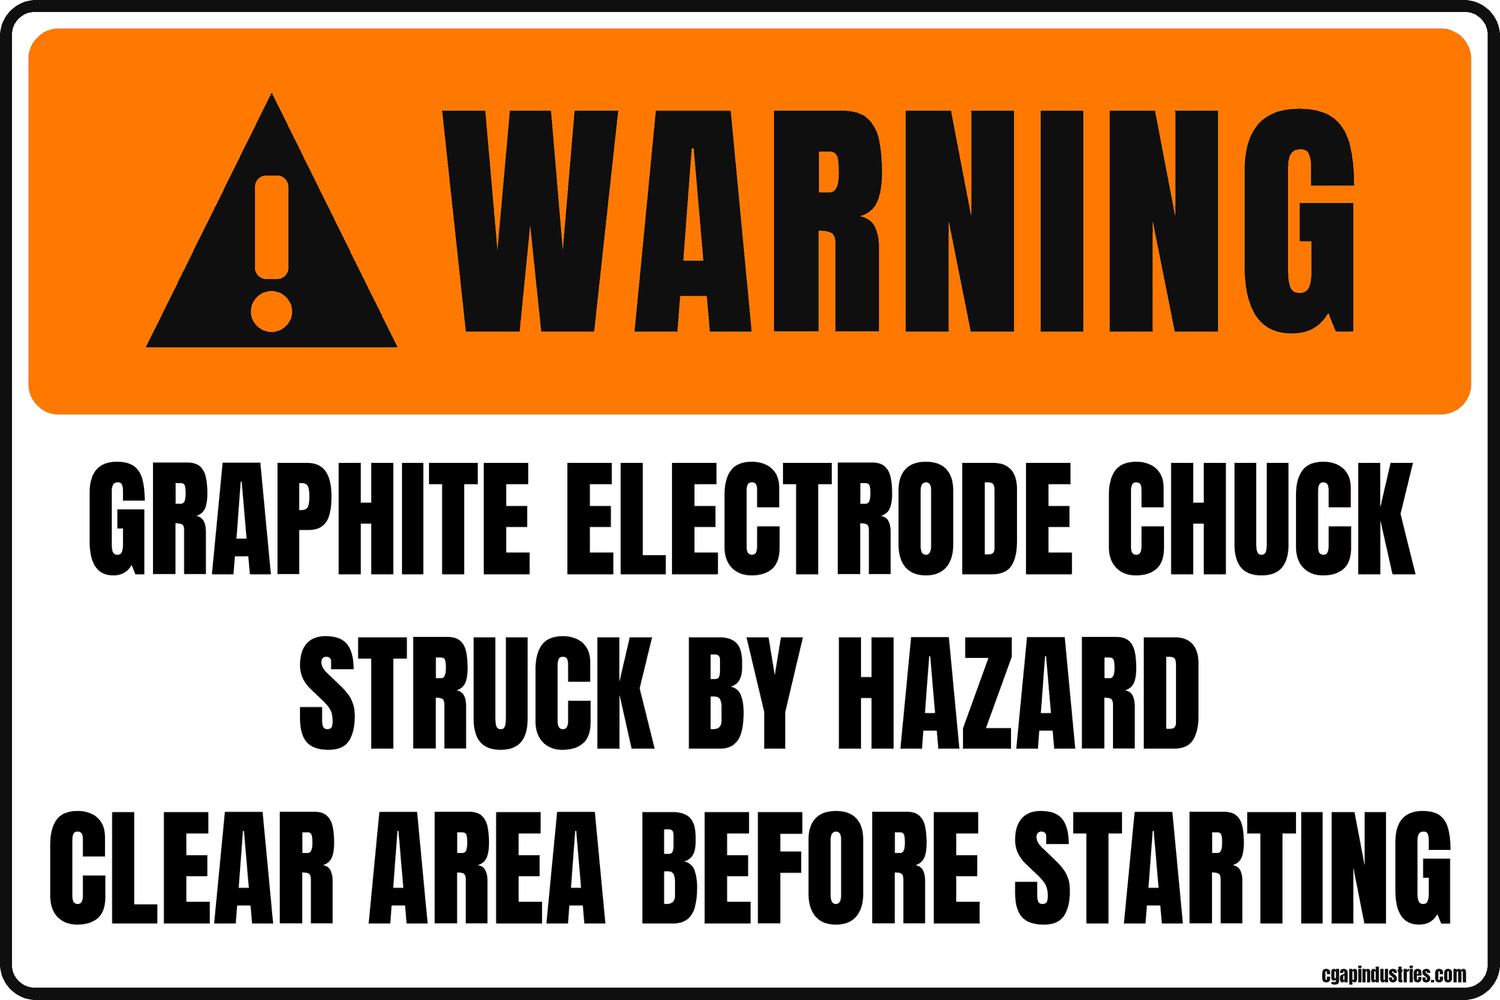 WARNING
GRAPHITE ELECTRODE CHUCK
STRUCK BY HAZARD
CLEAR AREA BEFORE STARTING
cgapindustries.com